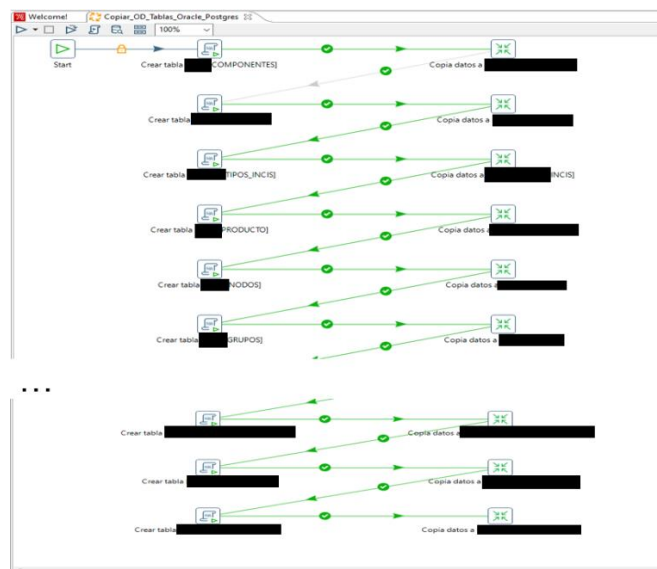 Welcome! Copiar_OD_Tablas_Oracle_Postgres
100%
Start Crear tabla COMPONENTES] Copia datos a
Crear tabla Copia datos a
Crear tabla TIPOS_INCIS] Copia datos a INCIS]
Crear tabla PRODUCTO] Copia datos a
Crear tabla NODOS] Copia datos a
Crear tabla GRUPOS] Copia datos a
...
Crear tabla Copia datos a
Crear tabla Copia datos a
Crear tabla Copia datos a